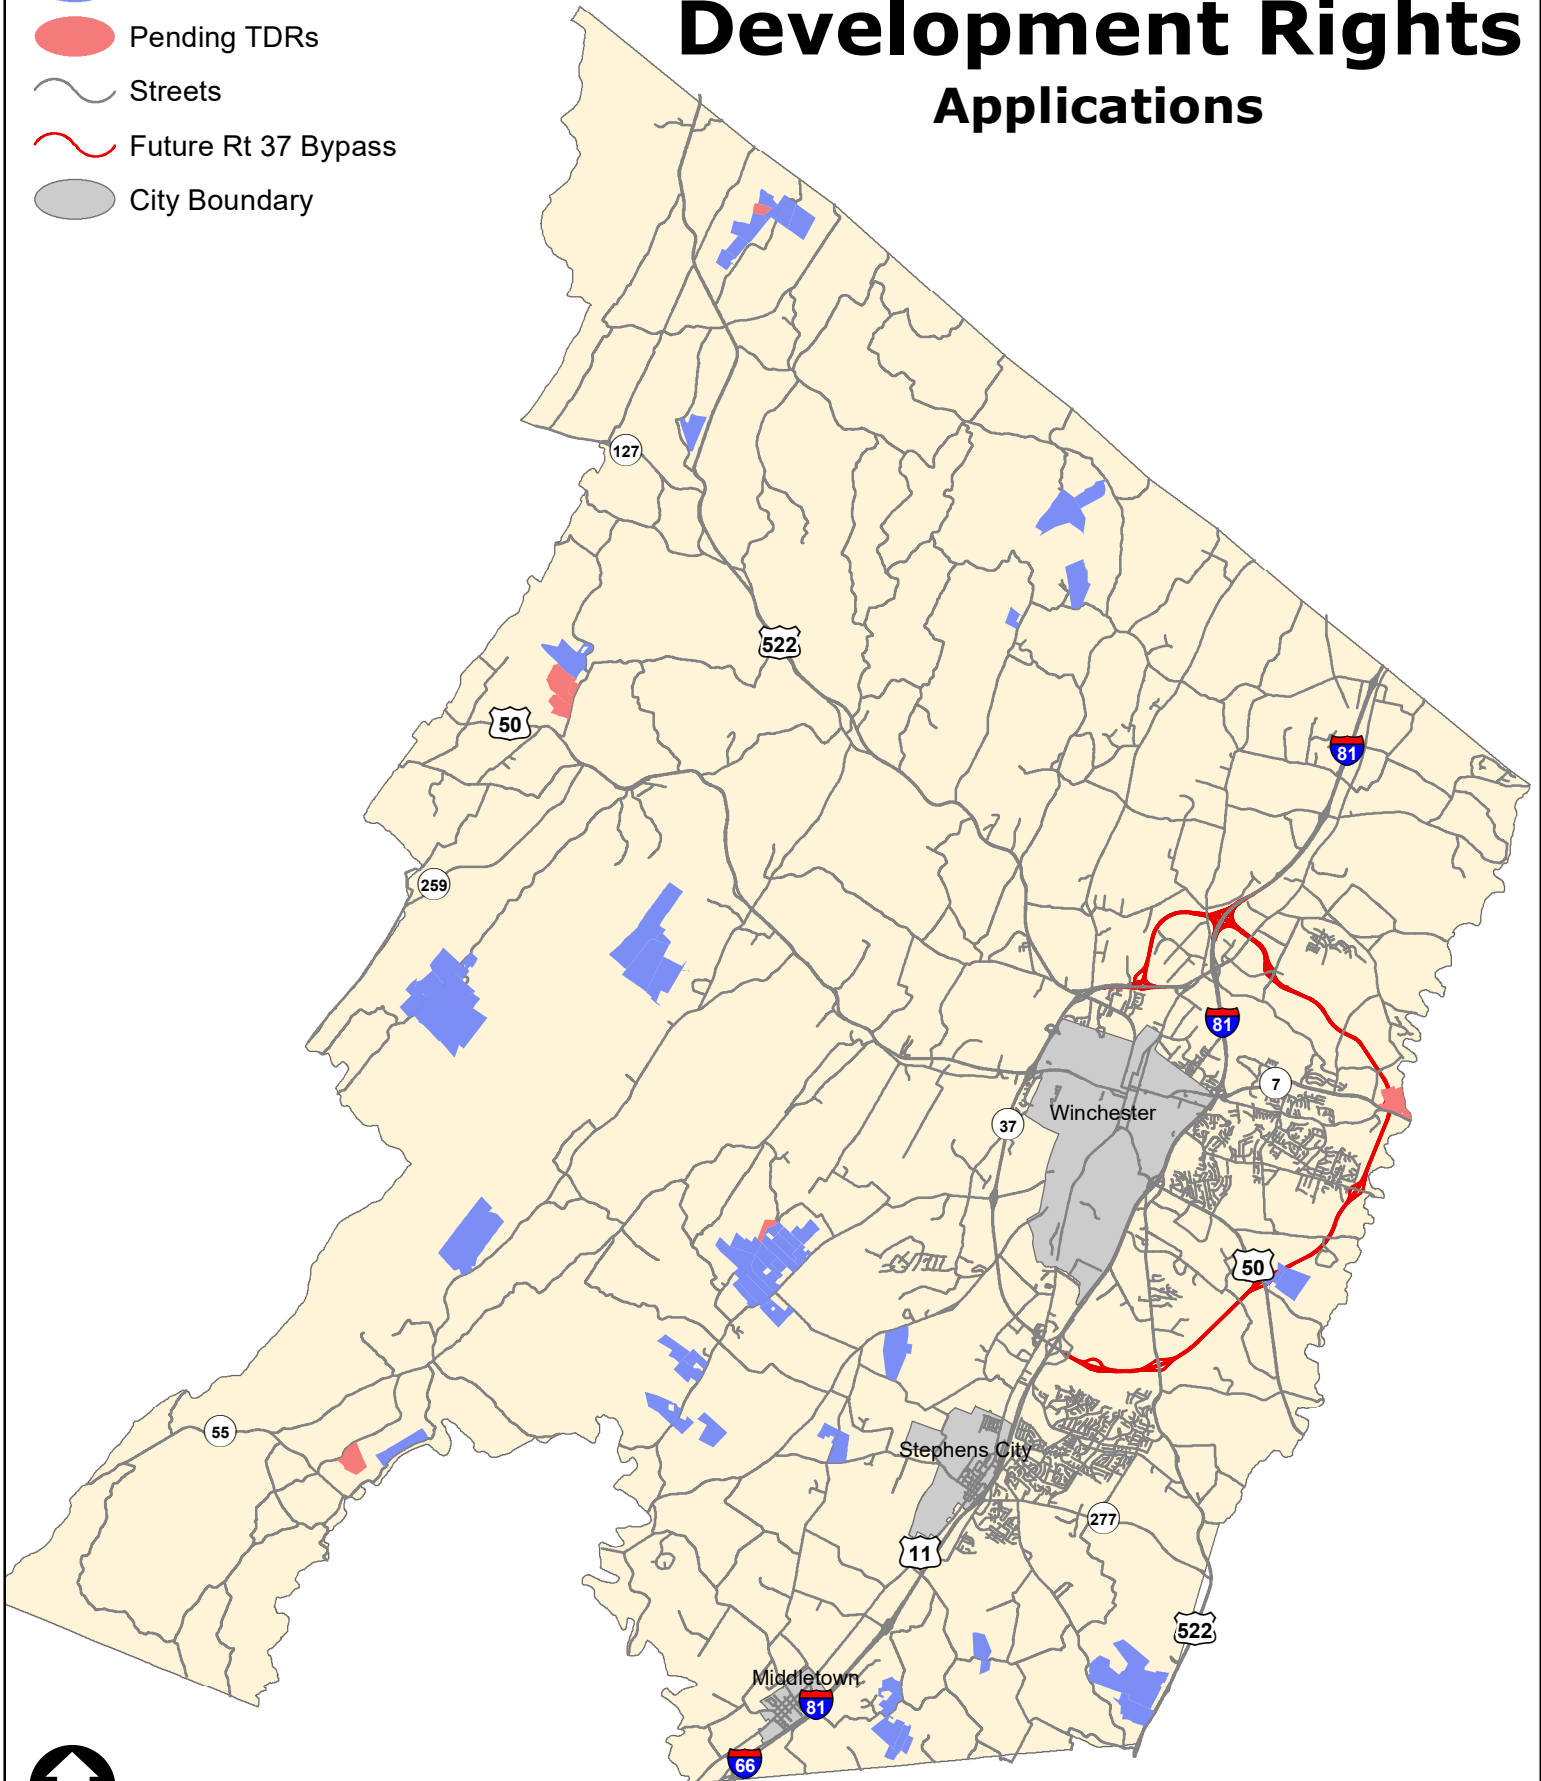 Development Rights
Applications
Pending TDRs
Streets
Future Rt 37 Bypass
City Boundary
127
522
50
81
259
81
7
37
Winchester
50
55
Stephens City
277
11
522
Middletown
81
66